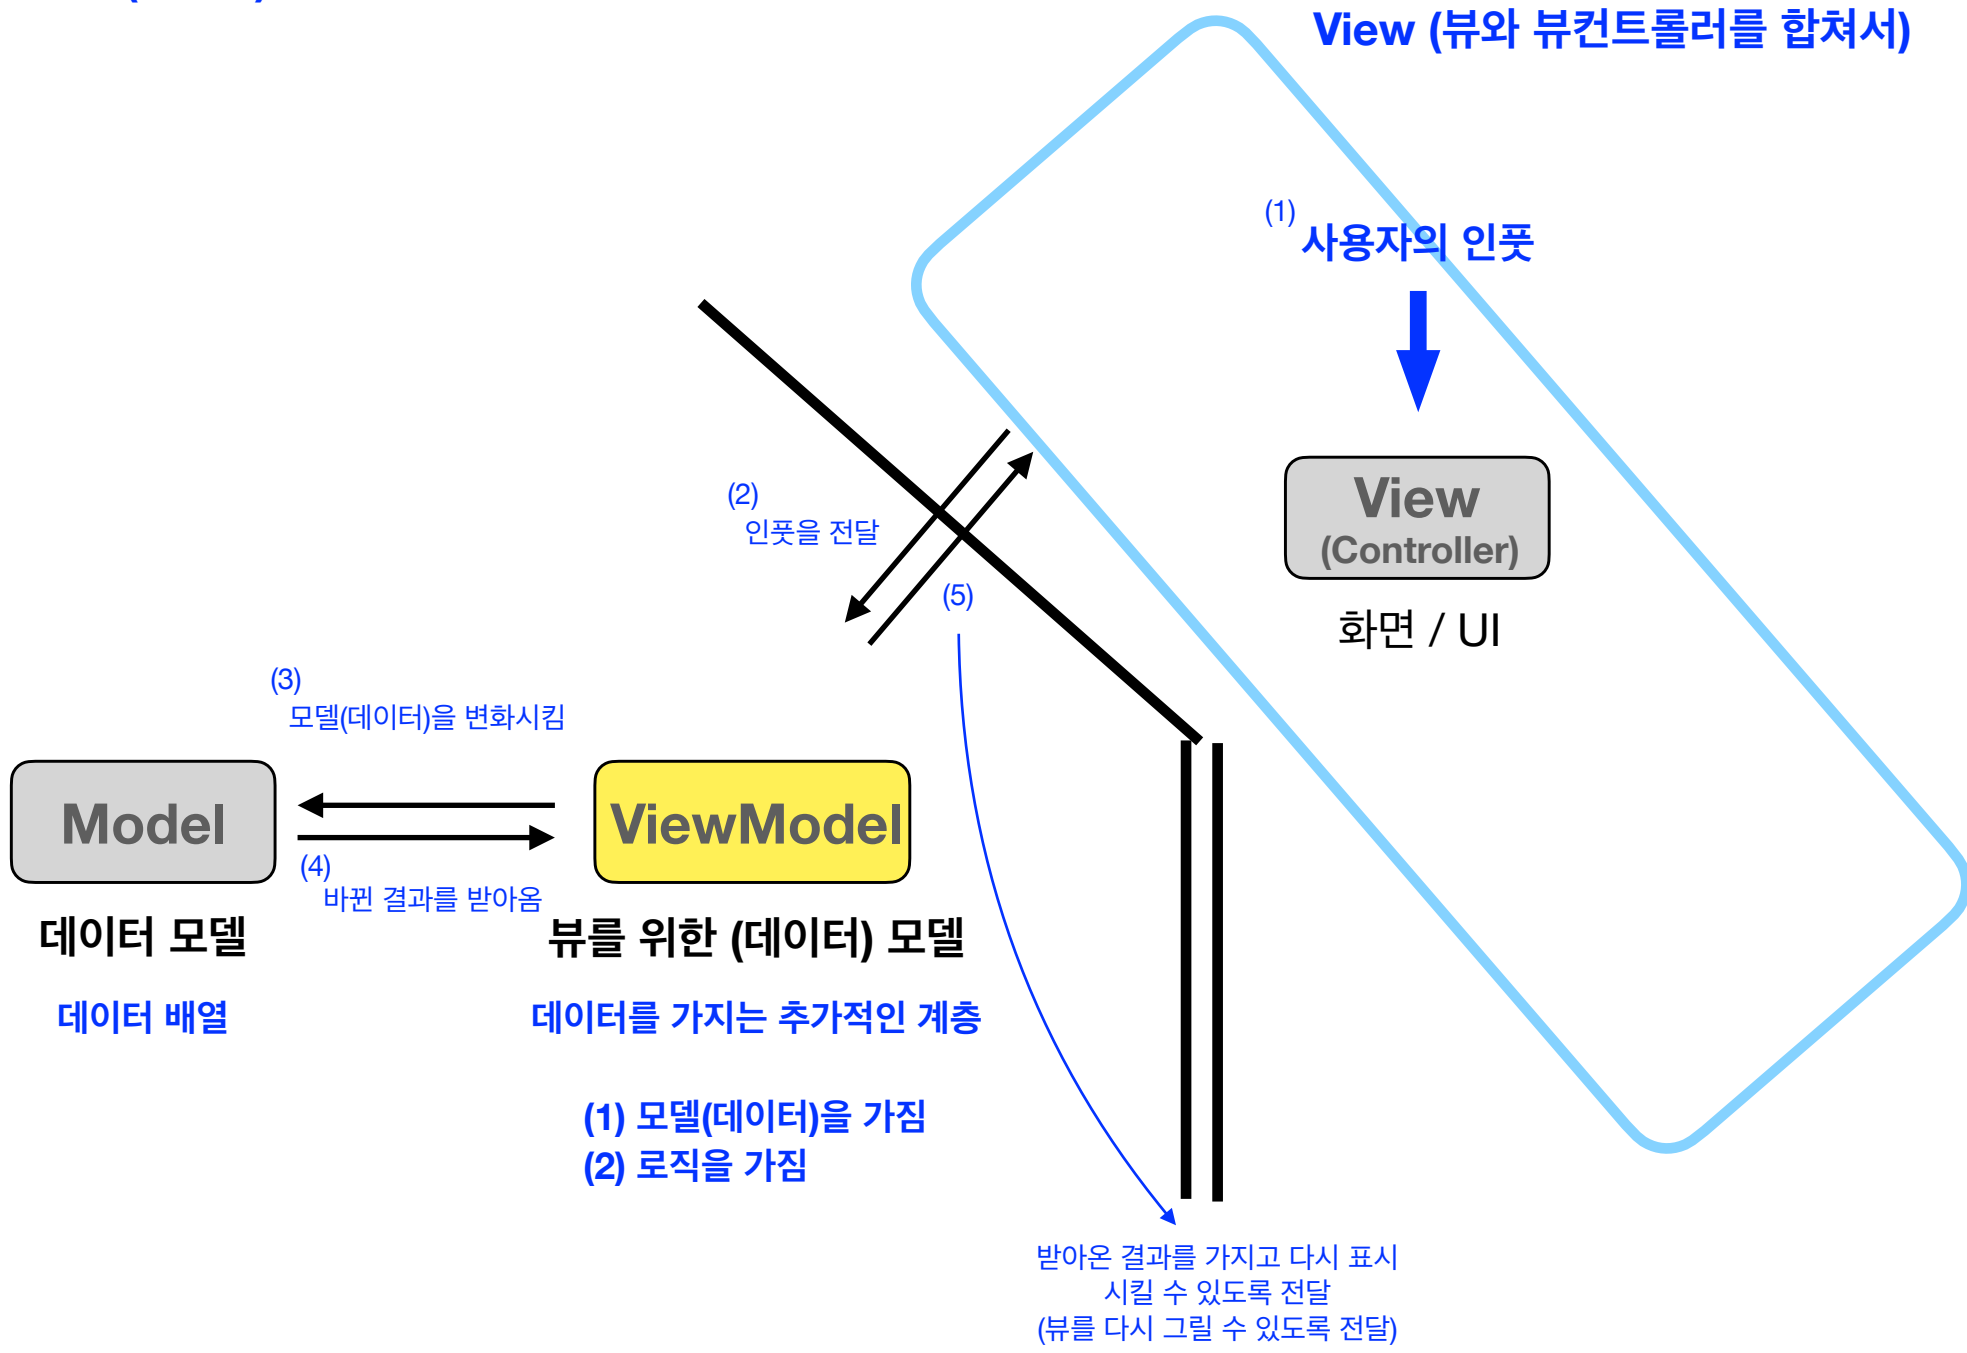 View (뷰와 뷰컨트롤러를 합쳐서)
(1)
사용자의 인풋
View
(Controller)
화면 / UI
(2)
인풋을 전달
(5)
(3)
모델(데이터)을 변화시킴
Model
ViewModel
(4)
바뀐 결과를 받아옴
데이터 모델
뷰를 위한 (데이터) 모델
데이터 배열
데이터를 가지는 추가적인 계층
(1) 모델(데이터)을 가짐
(2) 로직을 가짐
받아온 결과를 가지고 다시 표시
시킬 수 있도록 전달
(뷰를 다시 그릴 수 있도록 전달)